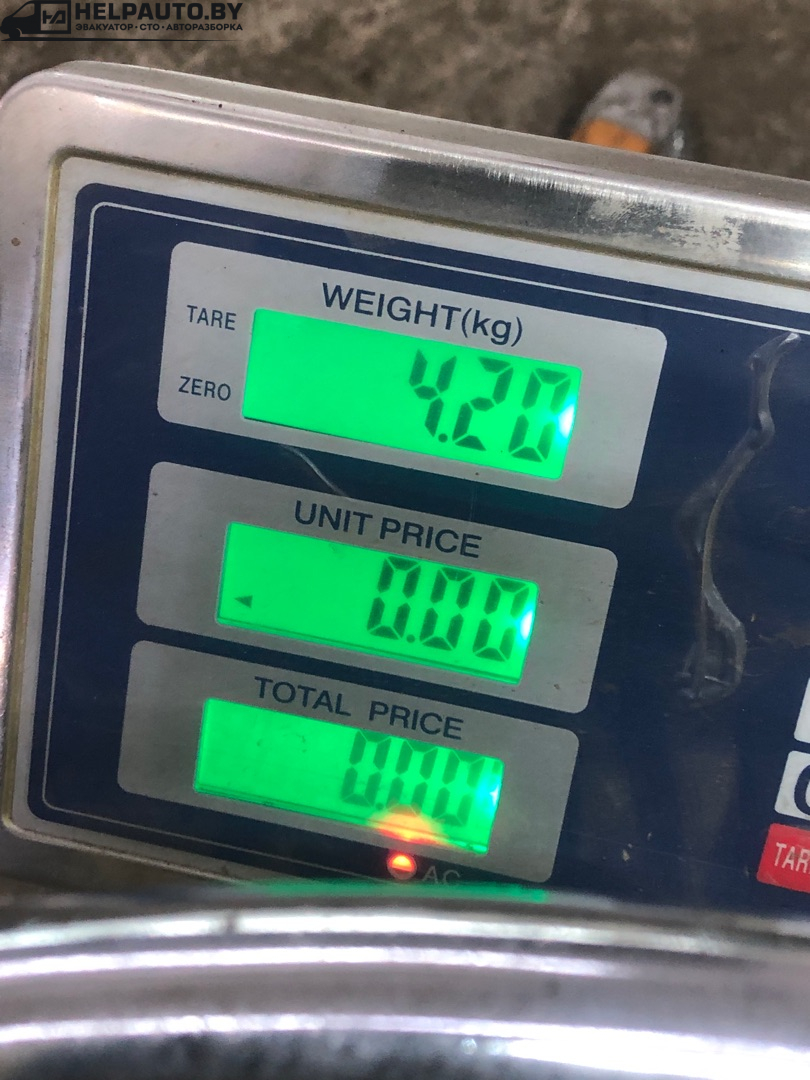 HELPAUTO.BY
ЭВАКУАТОР · СТО · АВТОРАЗБОРКА
WEIGHT(kg)
TARE
4.20
ZERO
UNIT PRICE
0.00
TOTAL PRICE
0.00
AC
TAR